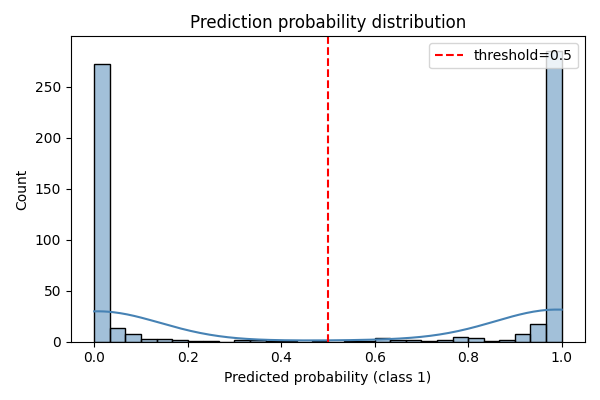 Prediction probability distribution
threshold=0.5
250
200
150
100
50
0
Count
0.0 0.2 0.4 0.6 0.8 1.0
Predicted probability (class 1)